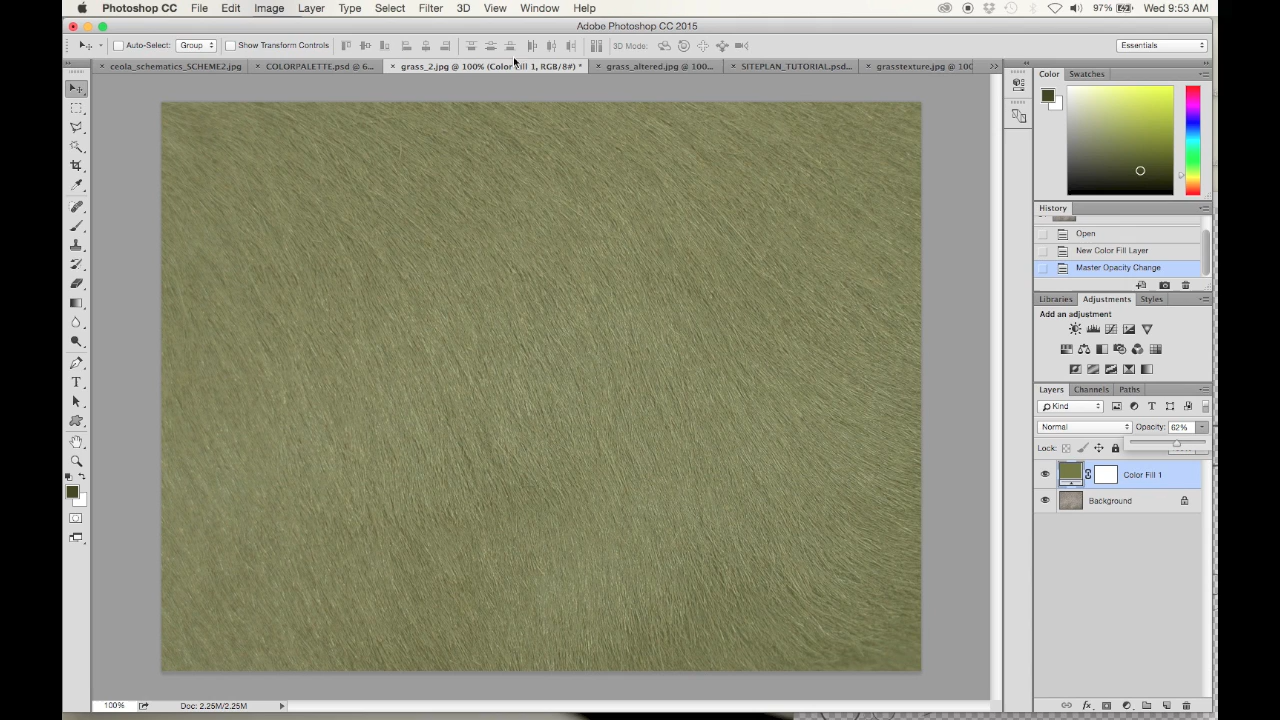 Photoshop CC File Edit Image Layer Type Select Filter 3D View Window Help 97% Wed 9:53 AM
Adobe Photoshop CC 2015
Auto-Select: Group Show Transform Controls 3D Mode: Essentials
× ceola_schematics_SCHEME2.jpg × COLORPALETTE.psd @ 6... × grass_2.jpg @ 100% (Color Fill 1, RGB/8#) * × grass_altered.jpg @ 100... × SITEPLAN_TUTORIAL.psd... × grasstexture.jpg @ 100 >>
Color Swatches
History
Open
New Color Fill Layer
Master Opacity Change
Libraries Adjustments Styles
Add an adjustment
Layers Channels Paths
Kind
Normal Opacity: 62%
Lock:
Color Fill 1
Background
100% Doc: 2.25M/2.25M
fx